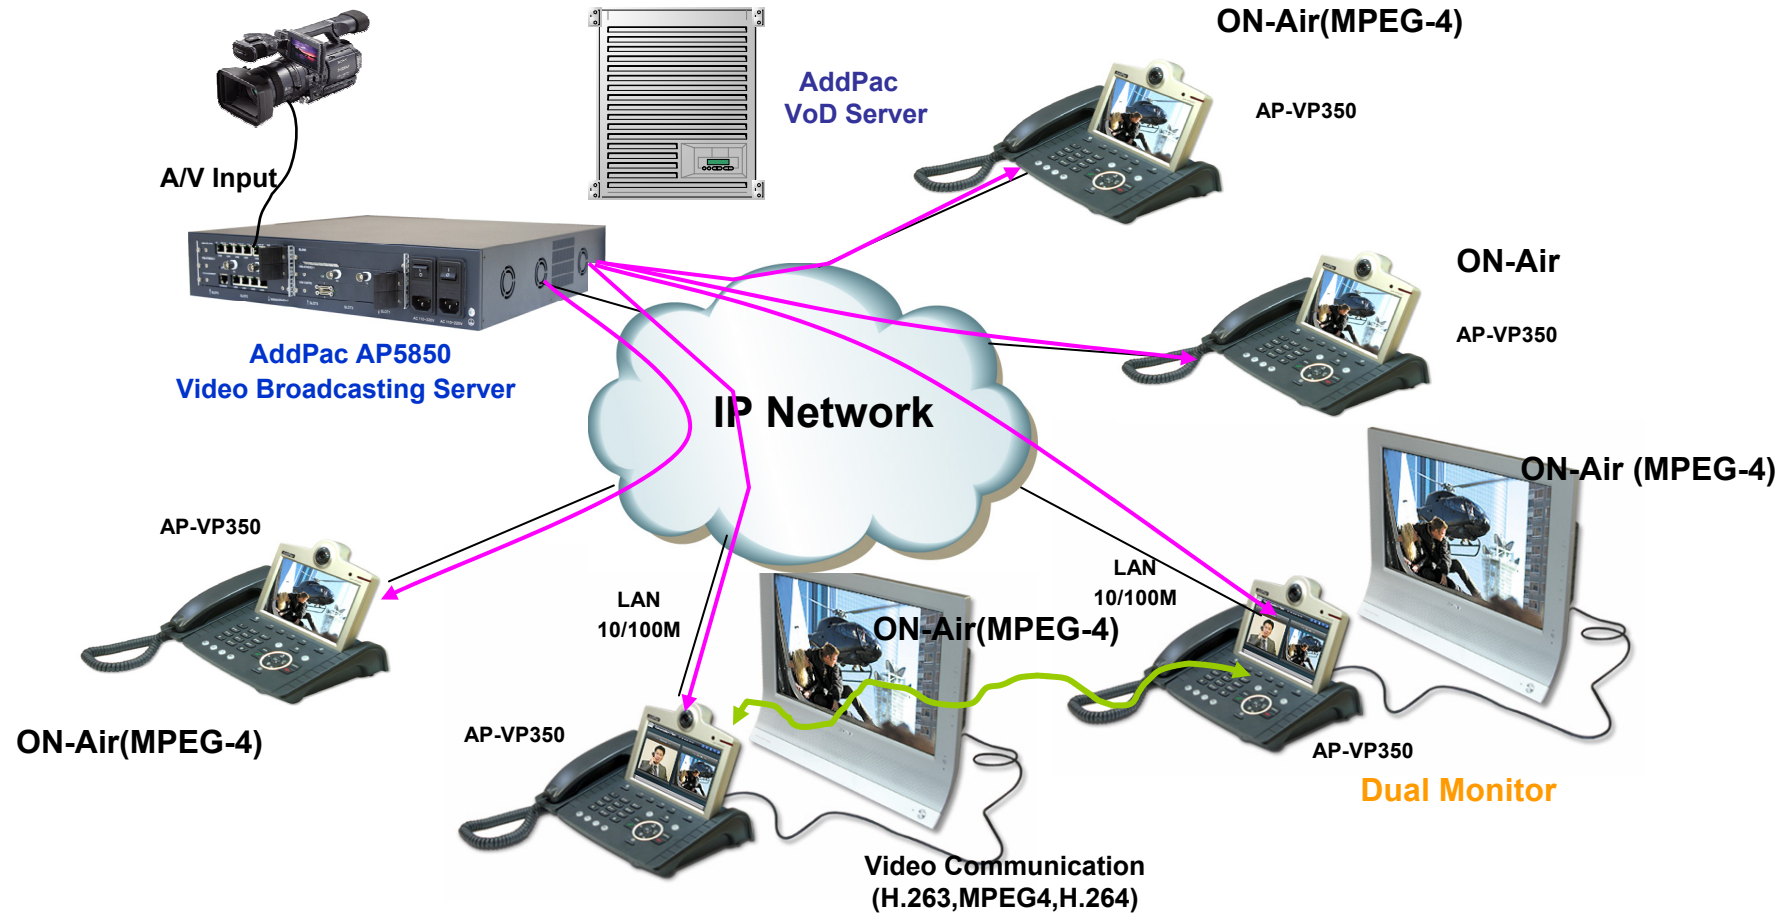 ON-Air(MPEG-4)
AddPac
VoD Server
AP-VP350
A/V Input
ON-Air
AP-VP350
AddPac AP5850
Video Broadcasting Server
IP Network
ON-Air (MPEG-4)
AP-VP350
LAN
10/100M
LAN
10/100M
ON-Air(MPEG-4)
ON-Air(MPEG-4)
AP-VP350
AP-VP350
Dual Monitor
Video Communication
(H.263,MPEG4,H.264)